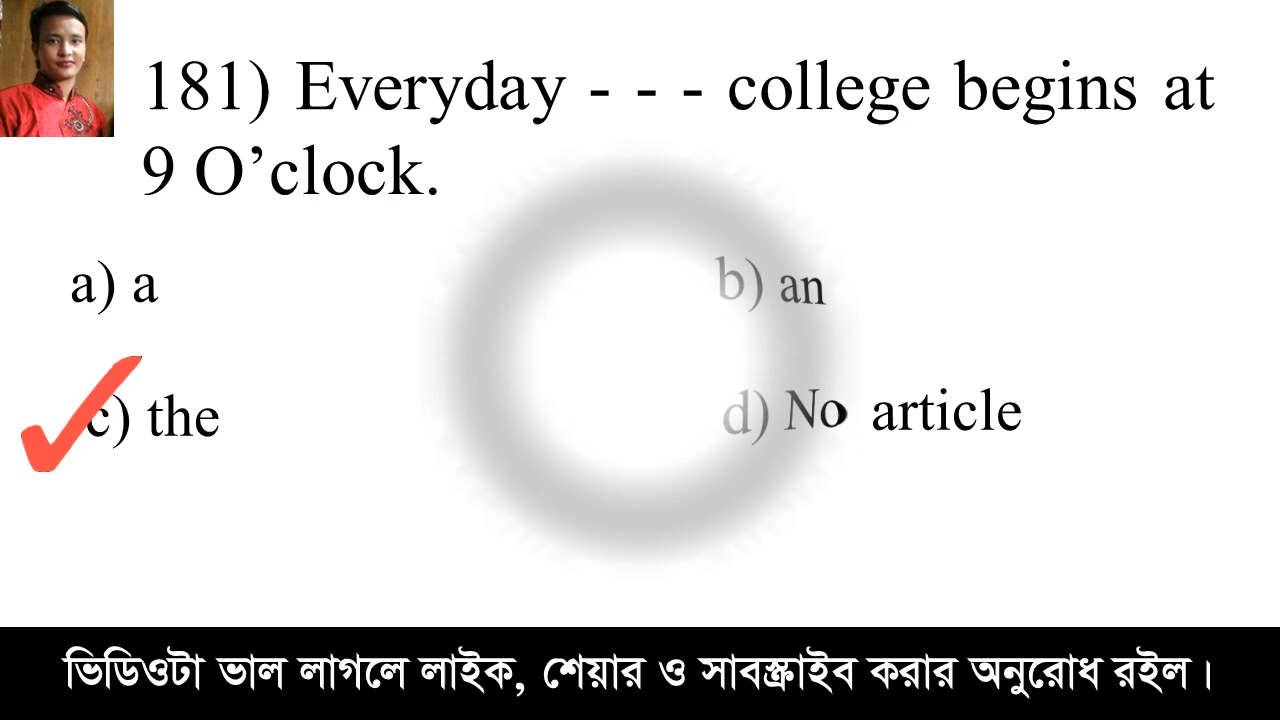 181) Everyday - - - college begins at
9 O’clock.
a) a
b) an
c) the
d) No article
ভিডিওটা ভাল লাগলে লাইক, শেয়ার ও সাবস্ক্রাইব করার অনুরোধ রইল।